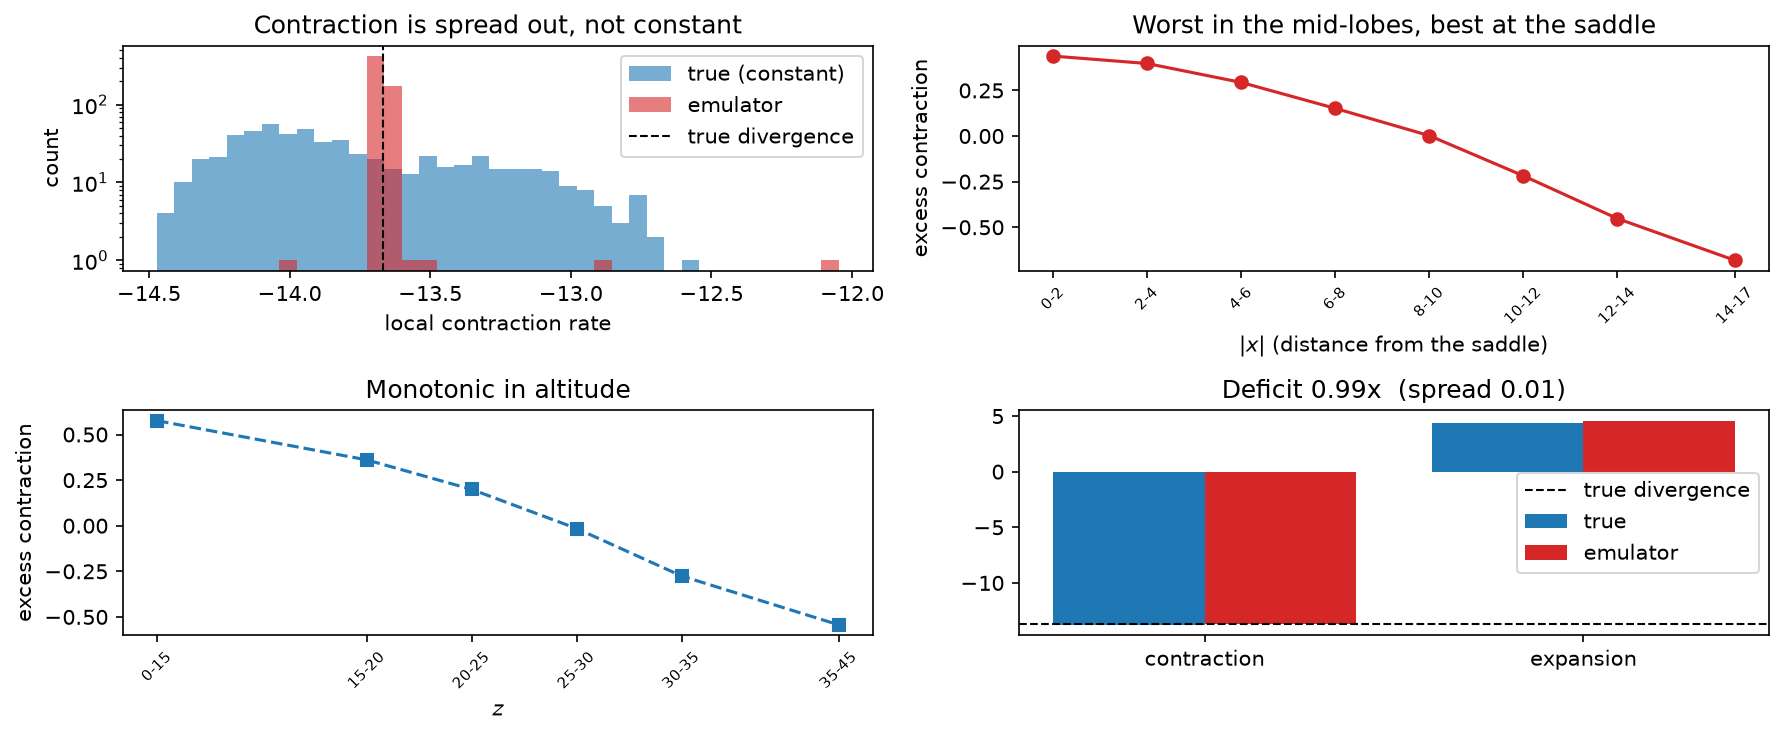 Contraction is spread out, not constant
10²
10¹
10⁰
count
−14.5
−14.0
−13.5
−13.0
−12.5
−12.0
local contraction rate
true (constant)
emulator
true divergence
Worst in the mid-lobes, best at the saddle
0.25
0.00
−0.25
−0.50
excess contraction
0-2
2-4
4-6
6-8
8-10
10-12
12-14
14-17
|x| (distance from the saddle)
Monotonic in altitude
0.50
0.25
0.00
−0.25
−0.50
excess contraction
0-15
15-20
20-25
25-30
30-35
35-45
z
Deficit 0.99x (spread 0.01)
5
0
−5
−10
contraction
expansion
true divergence
true
emulator